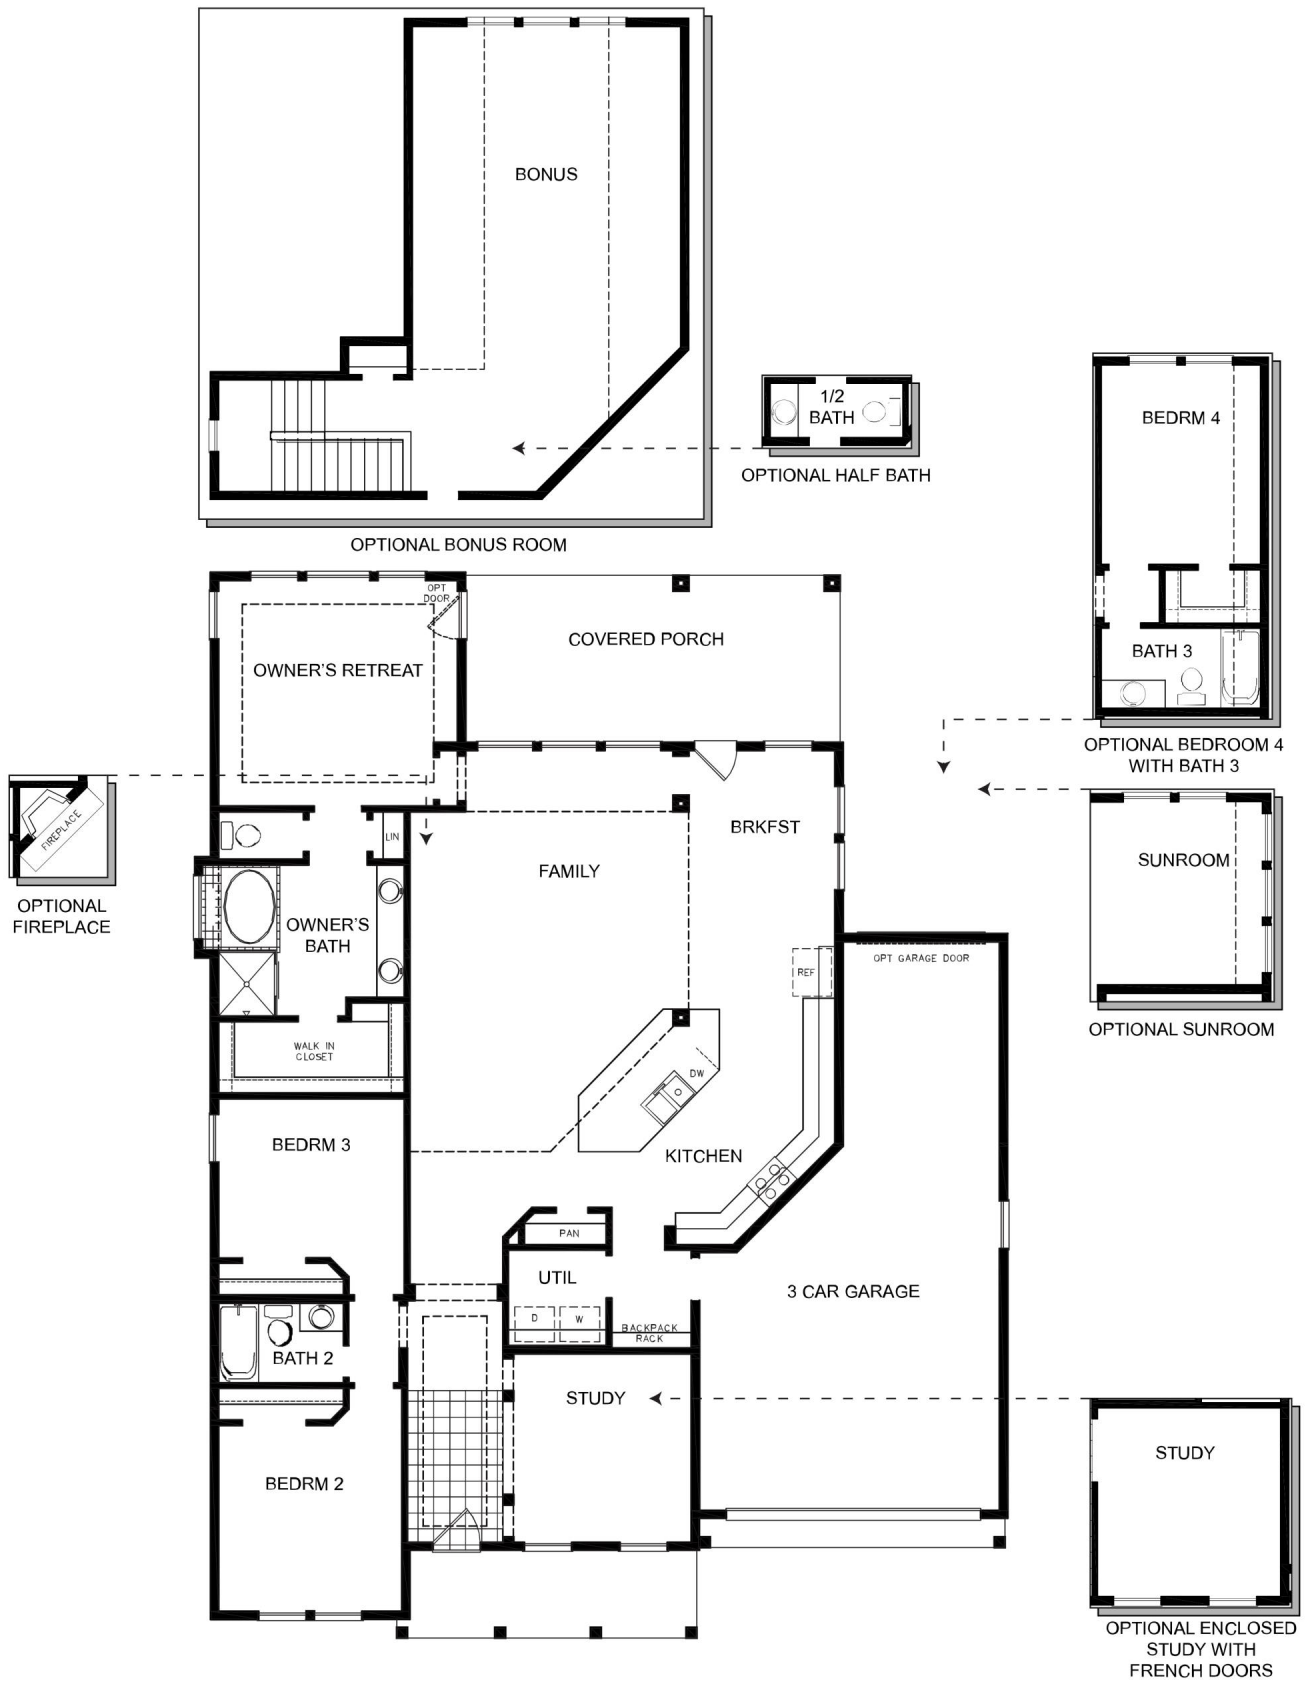 BONUS
1/2
BATH
OPTIONAL HALF BATH
OPTIONAL BONUS ROOM
BEDRM 4
BATH 3
OPTIONAL BEDROOM 4
WITH BATH 3
OPT
DOOR
OWNER'S RETREAT
COVERED PORCH
FIREPLACE
OPTIONAL
FIREPLACE
LIN
FAMILY
BRKFST
SUNROOM
OPTIONAL SUNROOM
OWNER'S
BATH
REF
OPT GARAGE DOOR
WALK IN
CLOSET
DW
BEDRM 3
KITCHEN
PAN
UTIL
D
W
BACKPACK
RACK
3 CAR GARAGE
BATH 2
STUDY
BEDRM 2
STUDY
OPTIONAL ENCLOSED
STUDY WITH
FRENCH DOORS